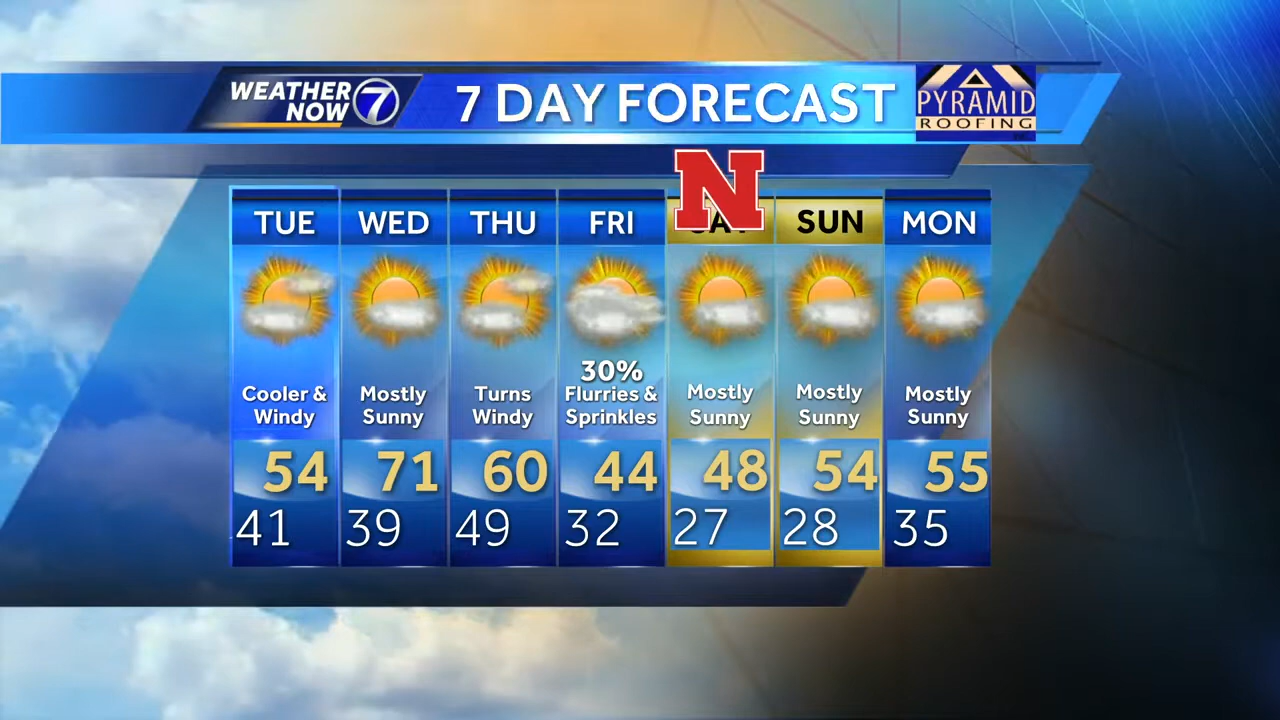 WEATHER
NOW 7
7 DAY FORECAST
PYRAMID
ROOFING
N
TUE WED THU FRI SAT SUN MON
30%
Cooler & Mostly Turns Flurries & Mostly Mostly Mostly
Windy Sunny Windy Sprinkles Sunny Sunny Sunny
54 71 60 44 48 54 55
41 39 49 32 27 28 35